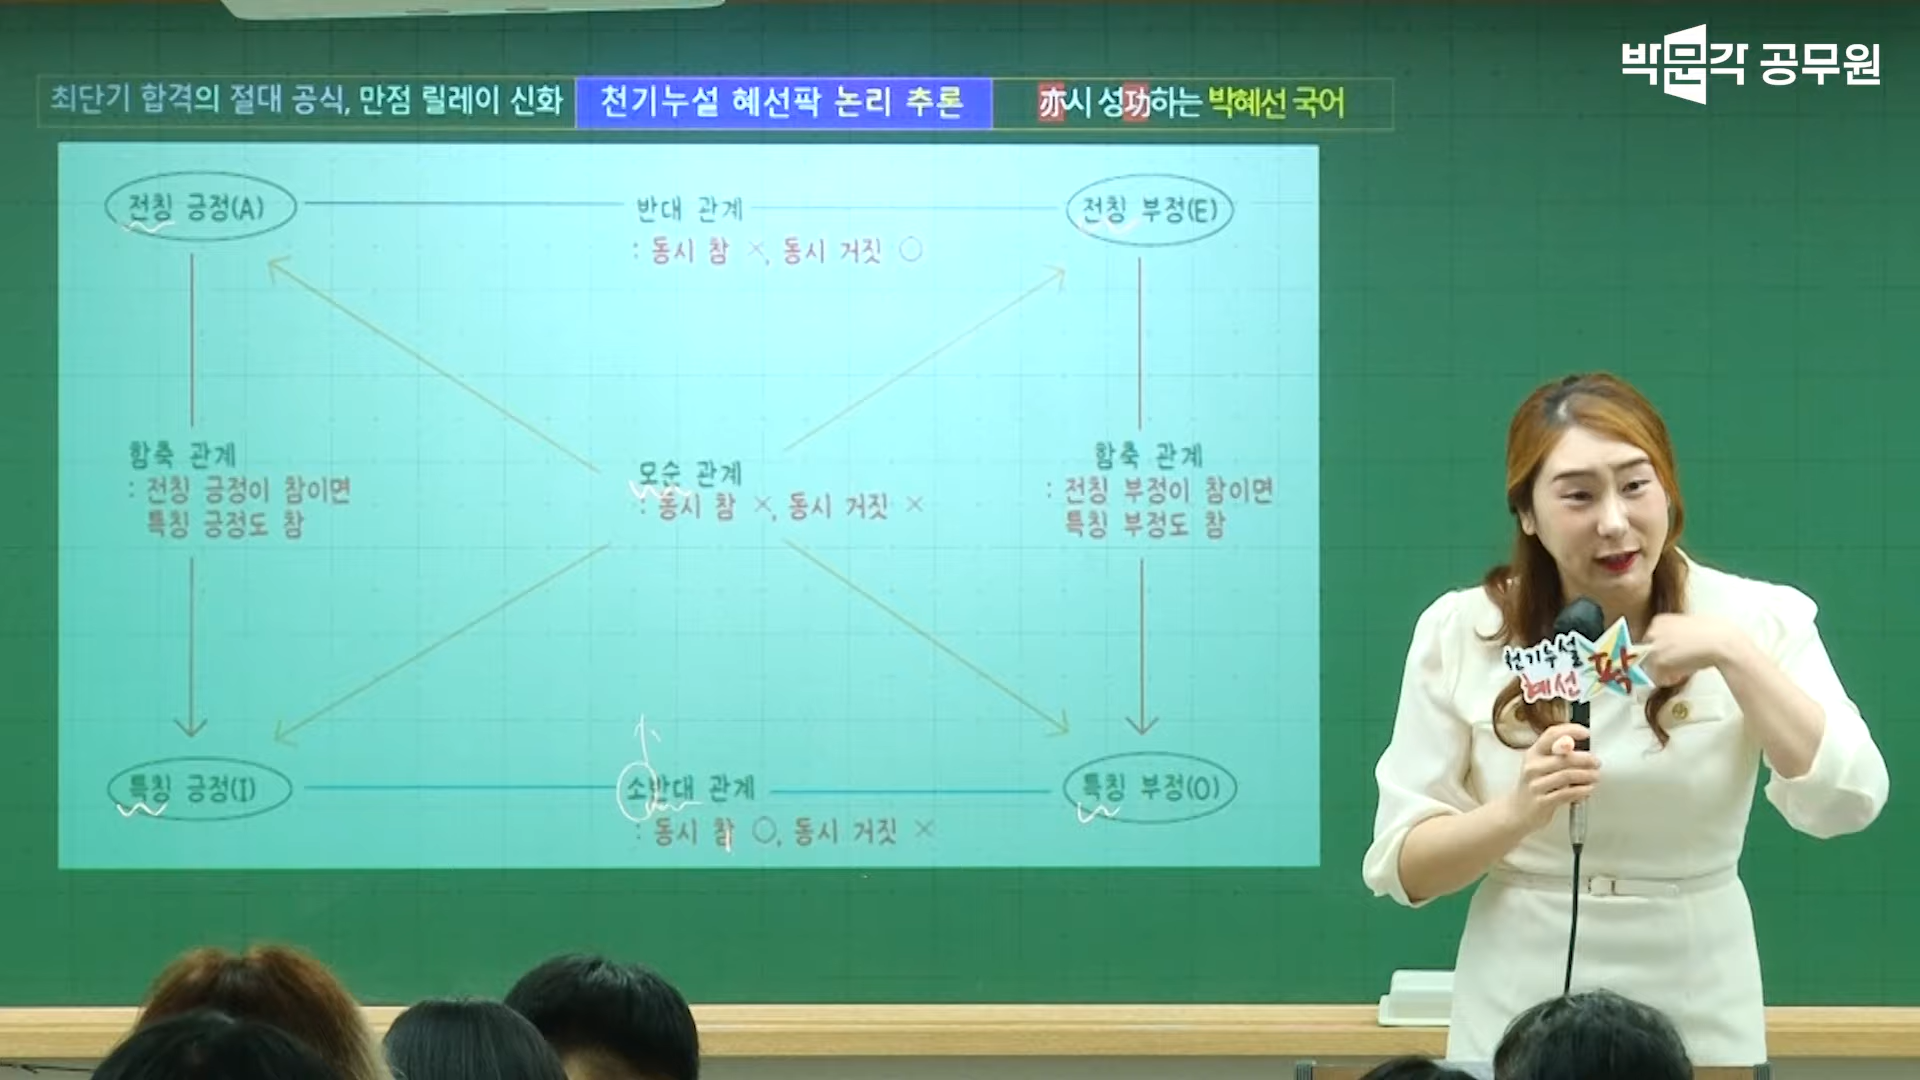 박문각 공무원
최단기 합격의 절대 공식, 만점 릴레이 신화
천기누설 혜선팍 논리 추론
亦시 성功하는 박혜선 국어
전칭 긍정(A)
반대 관계
: 동시 참 ×, 동시 거짓 ○
전칭 부정(E)
함축 관계
: 전칭 긍정이 참이면
특칭 긍정도 참
모순 관계
: 동시 참 ×, 동시 거짓 ×
함축 관계
: 전칭 부정이 참이면
특칭 부정도 참
특칭 긍정(I)
소반대 관계
: 동시 참 ○, 동시 거짓 ×
특칭 부정(O)
천기누설
혜선
팍